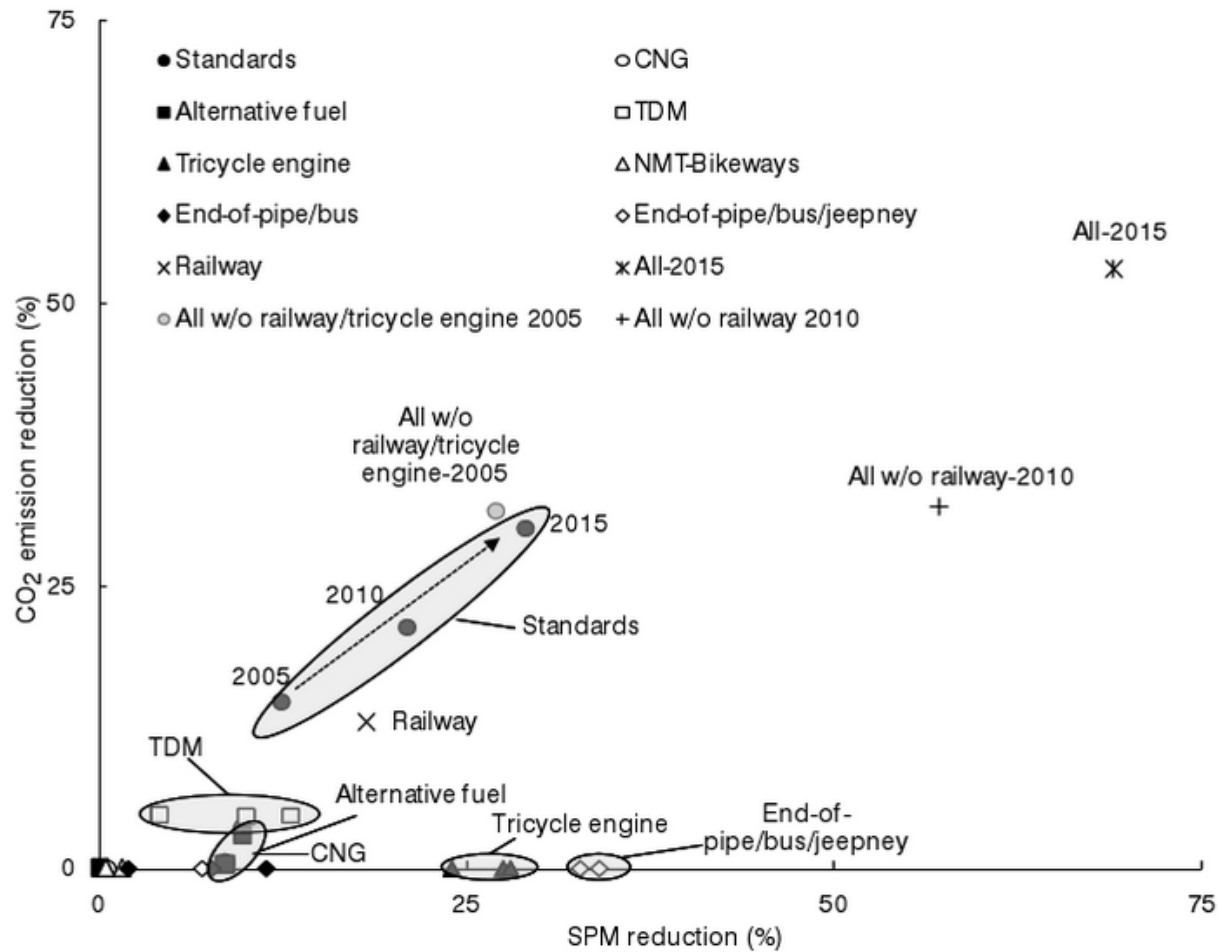 75
Standards
CNG
Alternative fuel
TDM
Tricycle engine
NMT-Bikeways
End-of-pipe/bus
End-of-pipe/bus/jeepney
Railway
All-2015
All w/o railway/tricycle engine 2005
All w/o railway 2010
All-2015
50
CO2 emission reduction (%)
All w/o
railway/tricycle
engine-2005
All w/o railway-2010
2015
25
2010
Standards
2005
Railway
TDM
Alternative fuel
CNG
Tricycle engine
End-of-
pipe/bus/jeepney
0
0
25
50
75
SPM reduction (%)